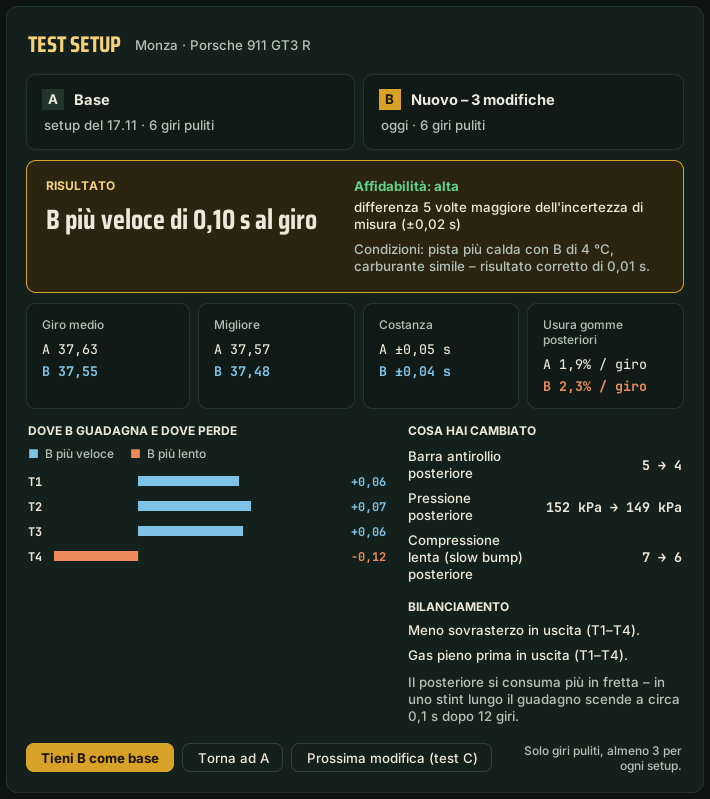 TEST SETUP Monza · Porsche 911 GT3 R
A Base
setup del 17.11 · 6 giri puliti
B Nuovo – 3 modifiche
oggi · 6 giri puliti
RISULTATO
B più veloce di 0,10 s al giro
Affidabilità: alta
differenza 5 volte maggiore dell'incertezza di
misura (±0,02 s)
Condizioni: pista più calda con B di 4 °C,
carburante simile – risultato corretto di 0,01 s.
Giro medio
A 37,63
B 37,55
Migliore
A 37,57
B 37,48
Costanza
A ±0,05 s
B ±0,04 s
Usura gomme
posteriori
A 1,9% / giro
B 2,3% / giro
DOVE B GUADAGNA E DOVE PERDE
B più veloce B più lento
T1 +0,06
T2 +0,07
T3 +0,06
T4 -0,12
COSA HAI CAMBIATO
Barra antirollio
posteriore
5 → 4
Pressione
posteriore
152 kPa → 149 kPa
Compressione
lenta (slow bump)
posteriore
7 → 6
BILANCIAMENTO
Meno sovrasterzo in uscita (T1–T4).
Gas pieno prima in uscita (T1–T4).
Il posteriore si consuma più in fretta – in
uno stint lungo il guadagno scende a circa
0,1 s dopo 12 giri.
Tieni B come base
Torna ad A
Prossima modifica (test C)
Solo giri puliti, almeno 3 per
ogni setup.